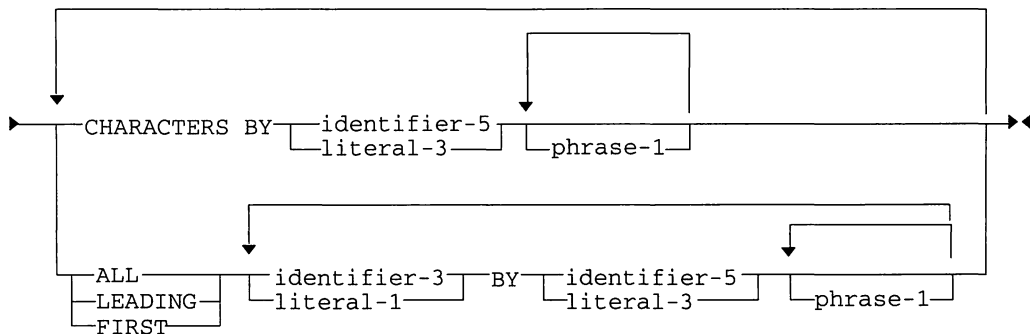 CHARACTERS BY identifier-5
literal-3 phrase-1
ALL identifier-3 BY identifier-5
LEADING literal-1 literal-3 phrase-1
FIRST